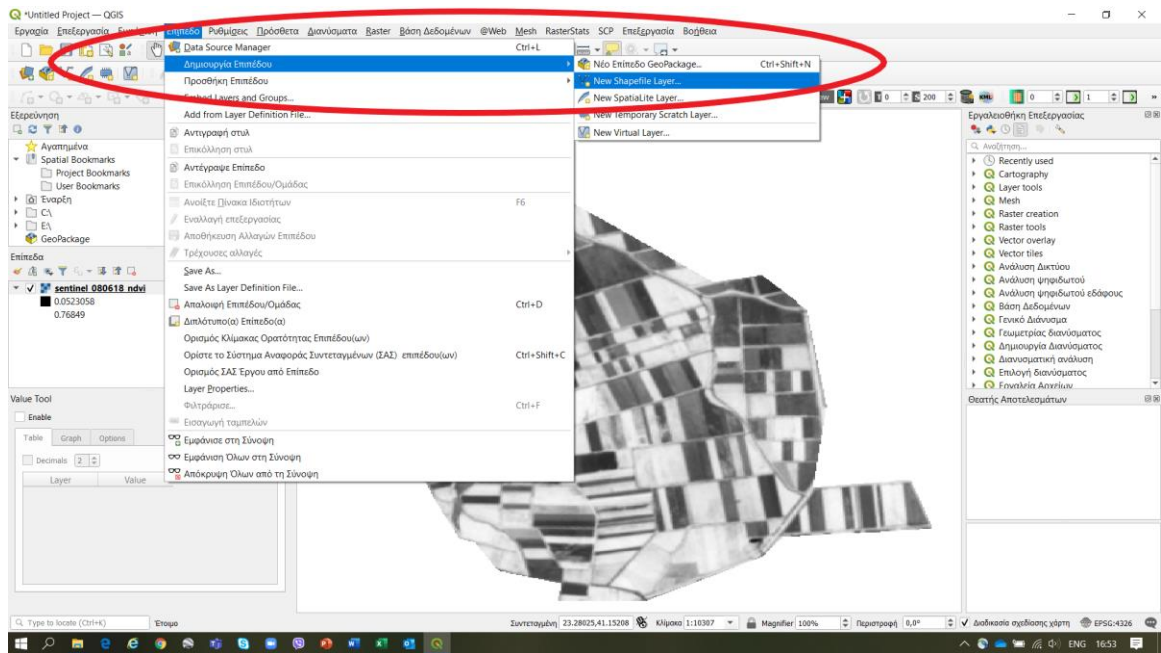 *Untitled Project — QGIS
Εργαχία Επεξεργασία Επίπεδο Ρυθμίσεις Πρόσθετα Διανύσματα Raster Βάση Δεδομένων @Web Mesh RasterStats SCP Επεξεργασία Βοήθεια
Data Source Manager Ctrl+L
Δημιουργία Επιπέδου
Προσθήκη Επιπέδου
Embed Layers and Groups...
Add from Layer Definition File...
Αντιγραφή στυλ
Επικόλληση στυλ
Αντέγραψε Επίπεδο
Επικόλληση Επιπέδου/Ομάδας
Ανοίξτε Πίνακα Ιδιοτήτων F6
Εναλλαγή επεξεργασίας
Αποθήκευση Αλλαγών Επιπέδου
Τρέχουσες αλλαγές
Save As...
Save As Layer Definition File...
Απαλοιφή Επιπέδου/Ομάδας Ctrl+D
Διπλότυπο(α) Επίπεδο(α)
Ορισμός Κλίμακας Ορατότητας Επιπέδου(ων)
Ορίστε το Σύστημα Αναφοράς Συντεταγμένων (ΣΑΣ) επιπέδου(ων) Ctrl+Shift+C
Ορισμός ΣΑΣ Έργου από Επίπεδο
Layer Properties...
Φιλτράρισε... Ctrl+F
Εισαγωγή ταμπελών
Εμφάνισε στη Σύνοψη
Εμφάνιση Όλων στη Σύνοψη
Απόκρυψη Όλων από τη Σύνοψη
Νέο Επίπεδο GeoPackage... Ctrl+Shift+N
New Shapefile Layer...
New SpatiaLite Layer...
New Temporary Scratch Layer...
New Virtual Layer...
0 200 0 1
Εξερεύνηση
Αγαπημένα
Spatial Bookmarks
Project Bookmarks
User Bookmarks
Έναρξη
C:\
E:\
GeoPackage
Επίπεδα
sentinel_080618_ndvi
0.0523058
0.76849
Value Tool
Enable
Table Graph Options
Decimals 2
Layer Value
Εργαλειοθήκη Επεξεργασίας
Αναζήτηση...
Recently used
Cartography
Layer tools
Mesh
Raster creation
Raster tools
Vector overlay
Vector tiles
Ανάλυση Δικτύου
Ανάλυση ψηφιδωτού
Ανάλυση ψηφιδωτού εδάφους
Βάση Δεδομένων
Γενικό Διάνυσμα
Γεωμετρίας διανύσματος
Δημιουργία Διανύσματος
Διανυσματική ανάλυση
Επιλογή διανύσματος
Εργαλεία Αρχείων
Θεατής Αποτελεσμάτων
Type to locate (Ctrl+K) Έτοιμο Συντεταγμένη 23.28025,41.15208 Κλίμακα 1:10307 Magnifier 100% Περιστροφή 0,0° Διαδικασία σχεδίασης χάρτη EPSG:4326
ENG 16:53